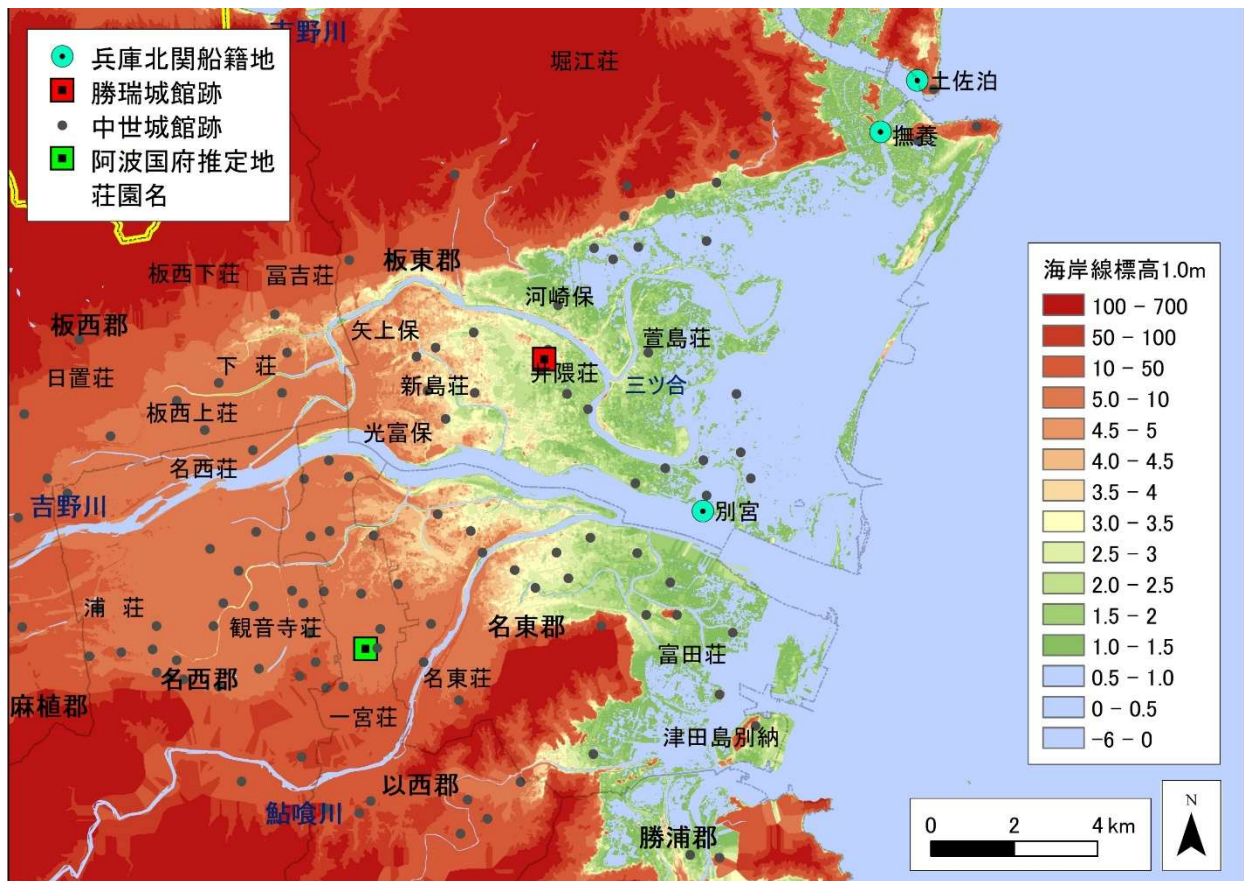 吉野川
兵庫北関船籍地
勝瑞城館跡
中世城館跡
阿波国府推定地
荘園名
堀江荘
土佐泊
撫養
海岸線標高1.0m
100 - 700
50 - 100
10 - 50
5.0 - 10
4.5 - 5
4.0 - 4.5
3.5 - 4
3.0 - 3.5
2.5 - 3
2.0 - 2.5
1.5 - 2
1.0 - 1.5
0.5 - 1.0
0 - 0.5
-6 - 0
板西下荘
冨吉荘
板東郡
河崎保
板西郡
矢上保
萱島荘
日置荘
下 荘
新島荘
井隈荘
三ツ合
板西上荘
光富保
名西荘
吉野川
別宮
浦 荘
観音寺荘
名東郡
富田荘
名西郡
名東荘
麻植郡
一宮荘
津田島別納
以西郡
鮎喰川
勝浦郡
0 2 4 km
N